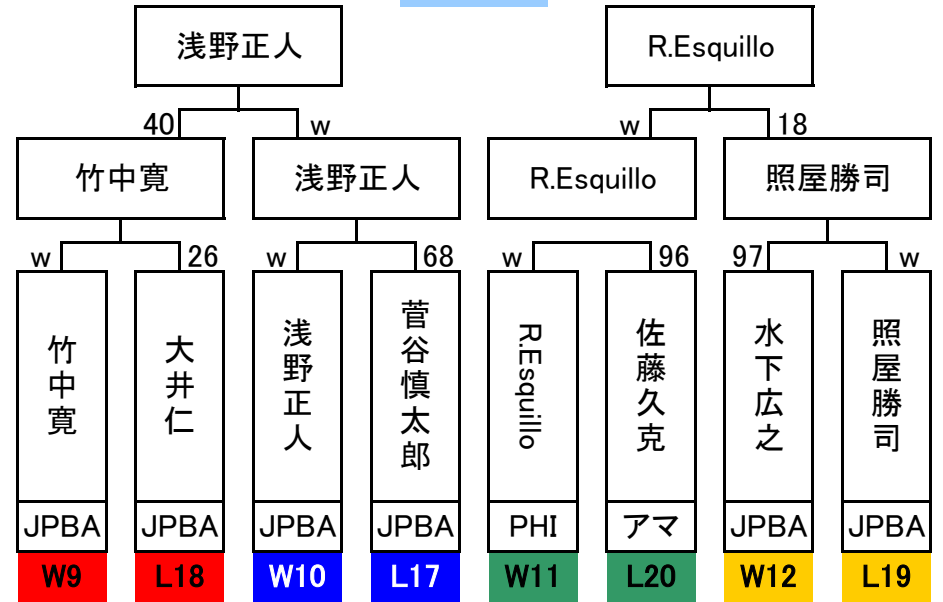 浅野正人 R.Esquillo
40 w w 18
竹中寛 浅野正人 R.Esquillo 照屋勝司
w 26 w 68 w 96 97 w
竹中寛 大井仁 浅野正人 菅谷慎太郎 R.Esquillo 佐藤久克 水下広之 照屋勝司
JPBA JPBA JPBA JPBA PHI アマ JPBA JPBA
W9 L18 W10 L17 W11 L20 W12 L19